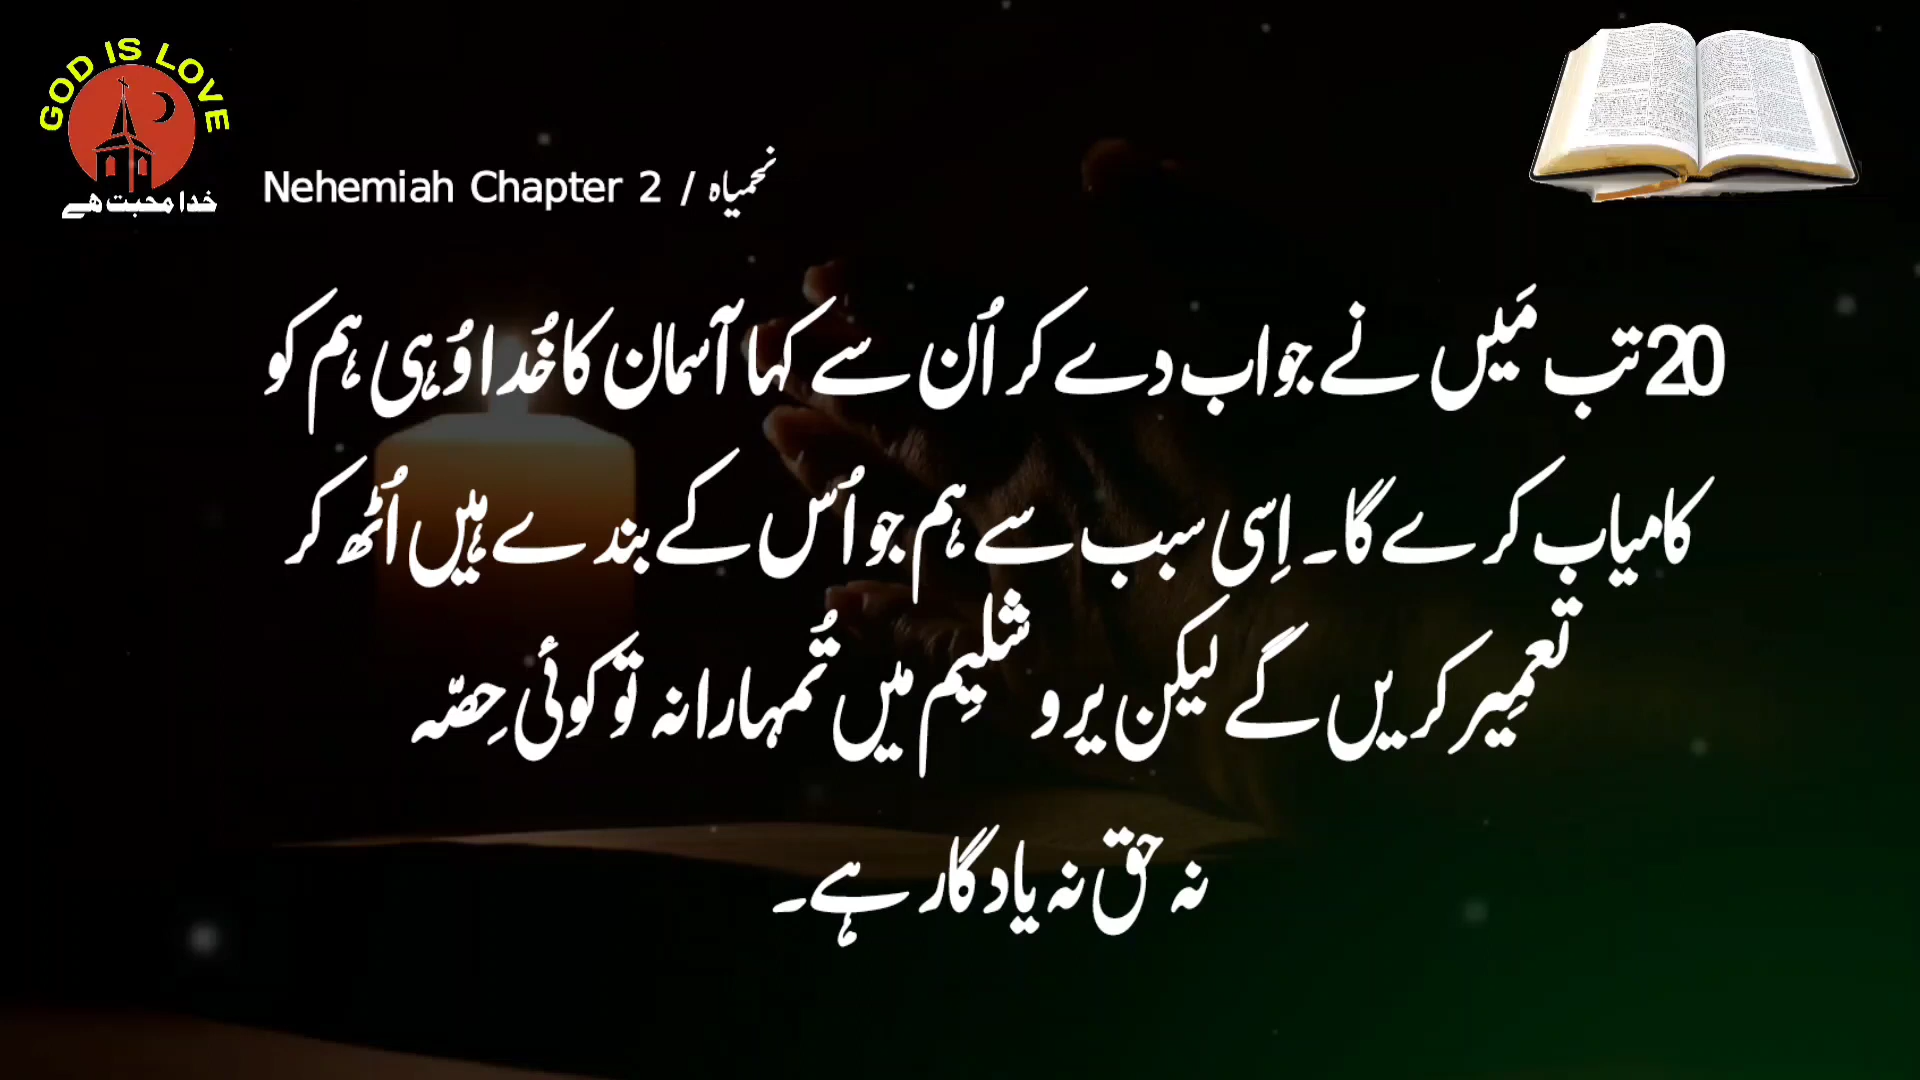 GOD IS LOVE
خدا محبت ھے
Nehemiah Chapter 2 / نحمیاہ
20 تب مَیں نے جواب دے کر اُن سے کہا آسمان کا خُدا وُہی ہم کو
کامیاب کرے گا۔ اِسی سبب سے ہم جو اُس کے بندے ہیں اُٹھ کر
تعمِیر کریں گے لیکن یروشلیِم میں تُمہارا نہ تو کوئی حِصّہ
نہ حق نہ یادگار ہے۔